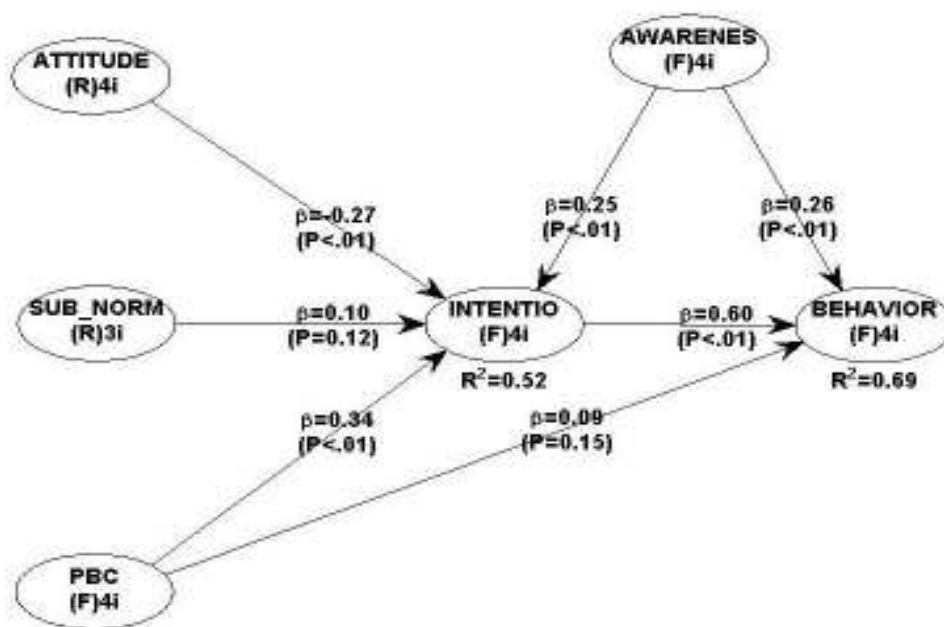 ATTITUDE
(R)4i
AWARENES
(F)4i
β=-0.27
(P<.01)
β=0.25
(P<.01)
β=0.26
(P<.01)
SUB_NORM
(R)3i
β=0.10
(P=0.12)
INTENTIO
(F)4i
R²=0.52
β=0.60
(P<.01)
BEHAVIOR
(F)4i
R²=0.69
β=0.34
(P<.01)
β=0.09
(P=0.15)
PBC
(F)4i